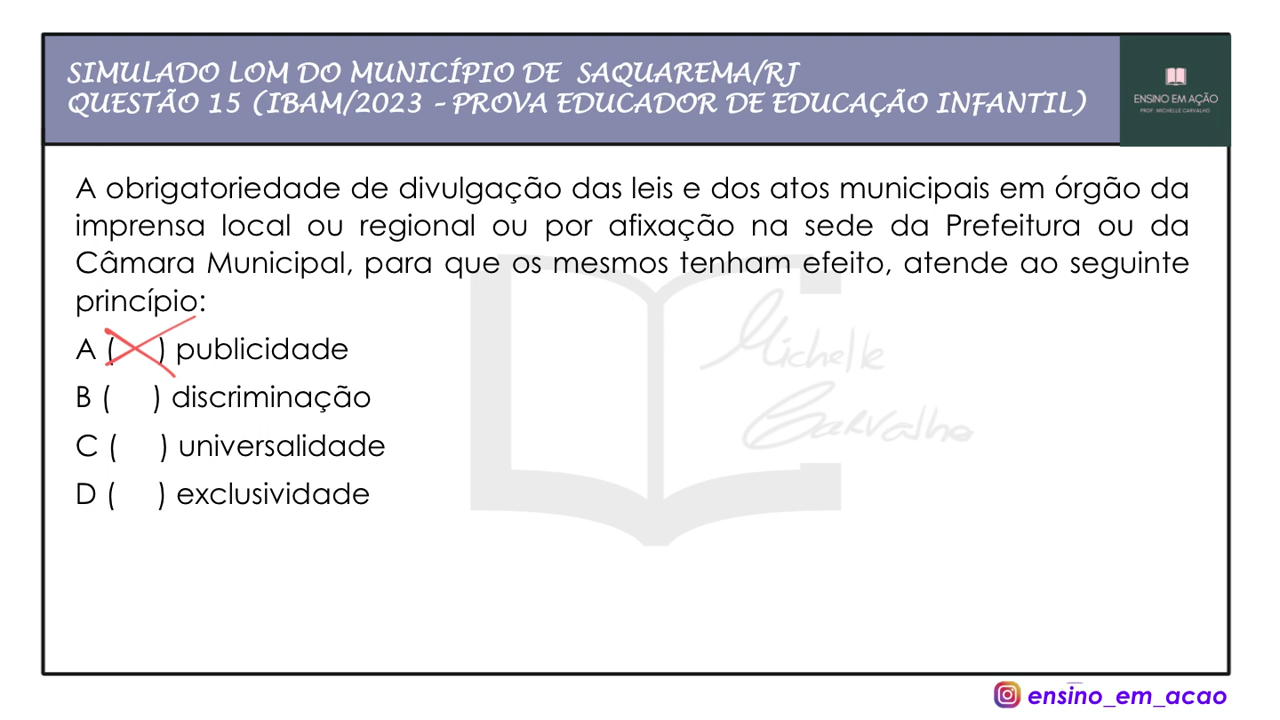 SIMULADO LOM DO MUNICÍPIO DE SAQUAREMA/RJ
QUESTÃO 15 (IBAM/2023 - PROVA EDUCADOR DE EDUCAÇÃO INFANTIL)
ENSINO EM AÇÃO
PROF. MICHELLE CARVALHO
A obrigatoriedade de divulgação das leis e dos atos municipais em órgão da
imprensa local ou regional ou por afixação na sede da Prefeitura ou da
Câmara Municipal, para que os mesmos tenham efeito, atende ao seguinte
princípio:
A ( ) publicidade
B ( ) discriminação
C ( ) universalidade
D ( ) exclusividade
Michelle
Carvalho
ensino_em_acao